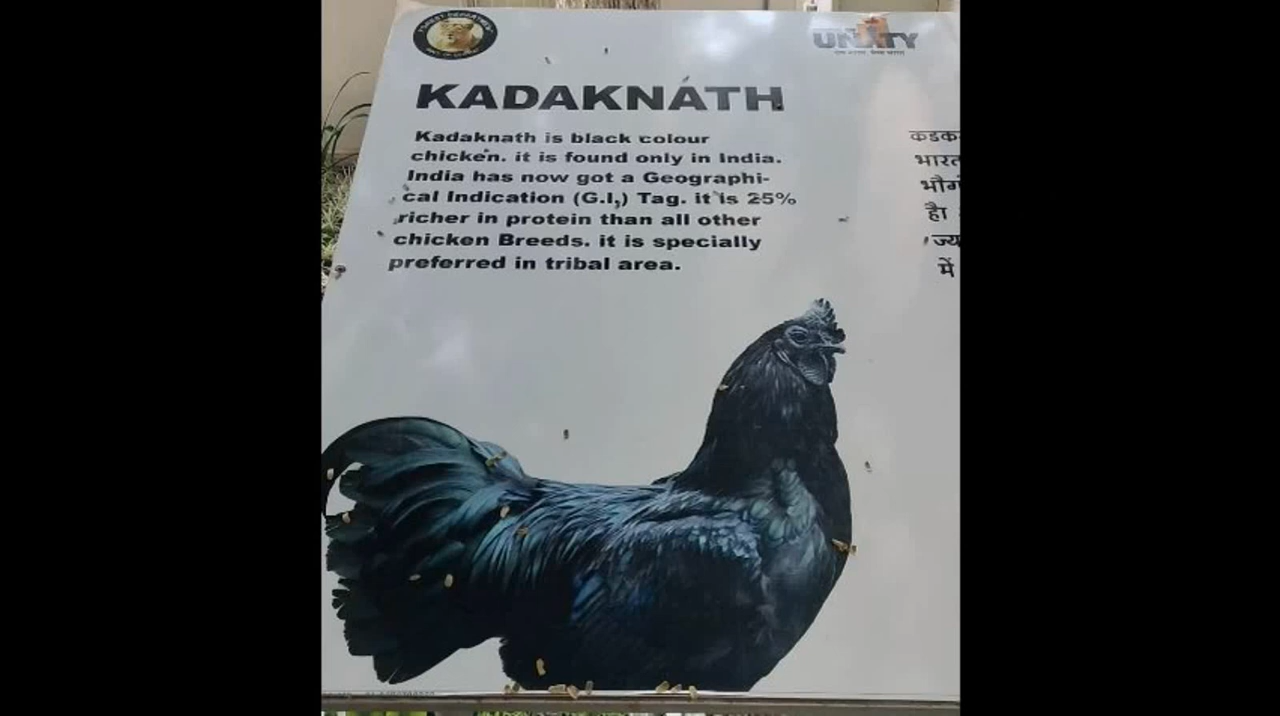 FOREST DEPARTMENT
UNITY
KADAKNATH
Kadaknath is black colour
chicken. it is found only in India.
India has now got a Geographi-
cal Indication (G.I,) Tag. it is 25%
richer in protein than all other
chicken Breeds. it is specially
preferred in tribal area.
कडक
भारत
भौग
है।
ज्य
में